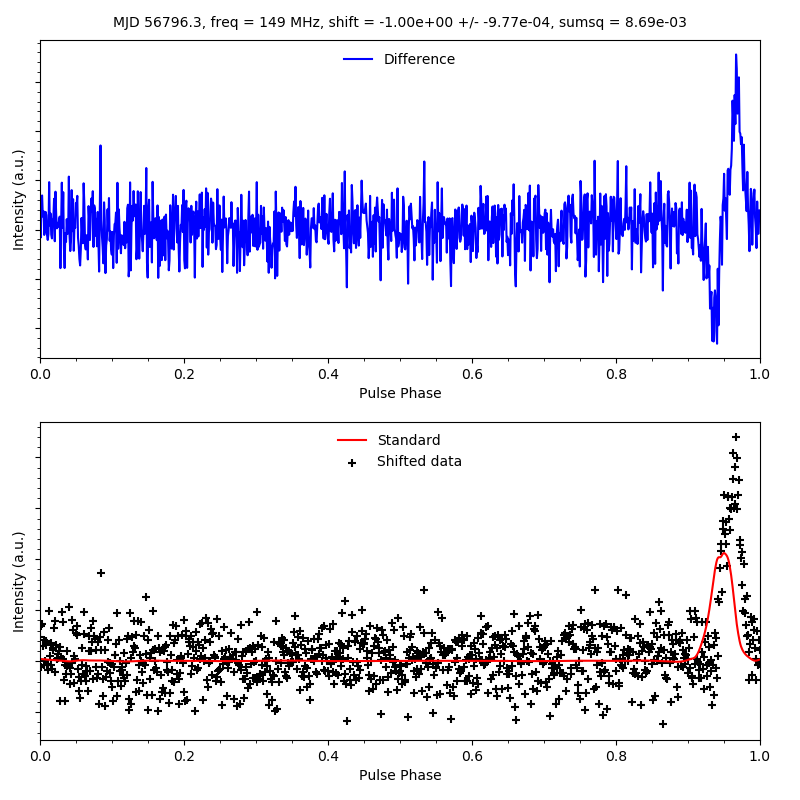 MJD 56796.3, freq = 149 MHz, shift = -1.00e+00 +/- -9.77e-04, sumsq = 8.69e-03
Difference
Intensity (a.u.)
0.0 0.2 0.4 0.6 0.8 1.0
Pulse Phase
Standard
Shifted data
Intensity (a.u.)
0.0 0.2 0.4 0.6 0.8 1.0
Pulse Phase